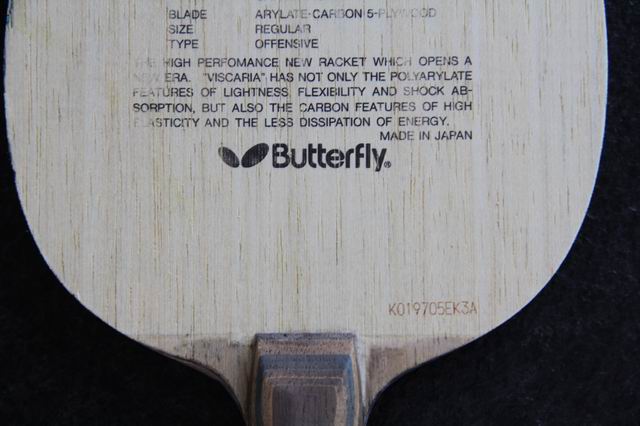 BLADE ARYLATE-CARBON 5-PLYWOOD
SIZE REGULAR
TYPE OFFENSIVE
THE HIGH PERFOMANCE NEW RACKET WHICH OPENS A
NEW ERA. "VISCARIA" HAS NOT ONLY THE POLYARYLATE
FEATURES OF LIGHTNESS, FLEXIBILITY AND SHOCK AB-
SORPTION, BUT ALSO THE CARBON FEATURES OF HIGH
ELASTICITY AND THE LESS DISSIPATION OF ENERGY.
MADE IN JAPAN
Butterfly®
K019705EK3A